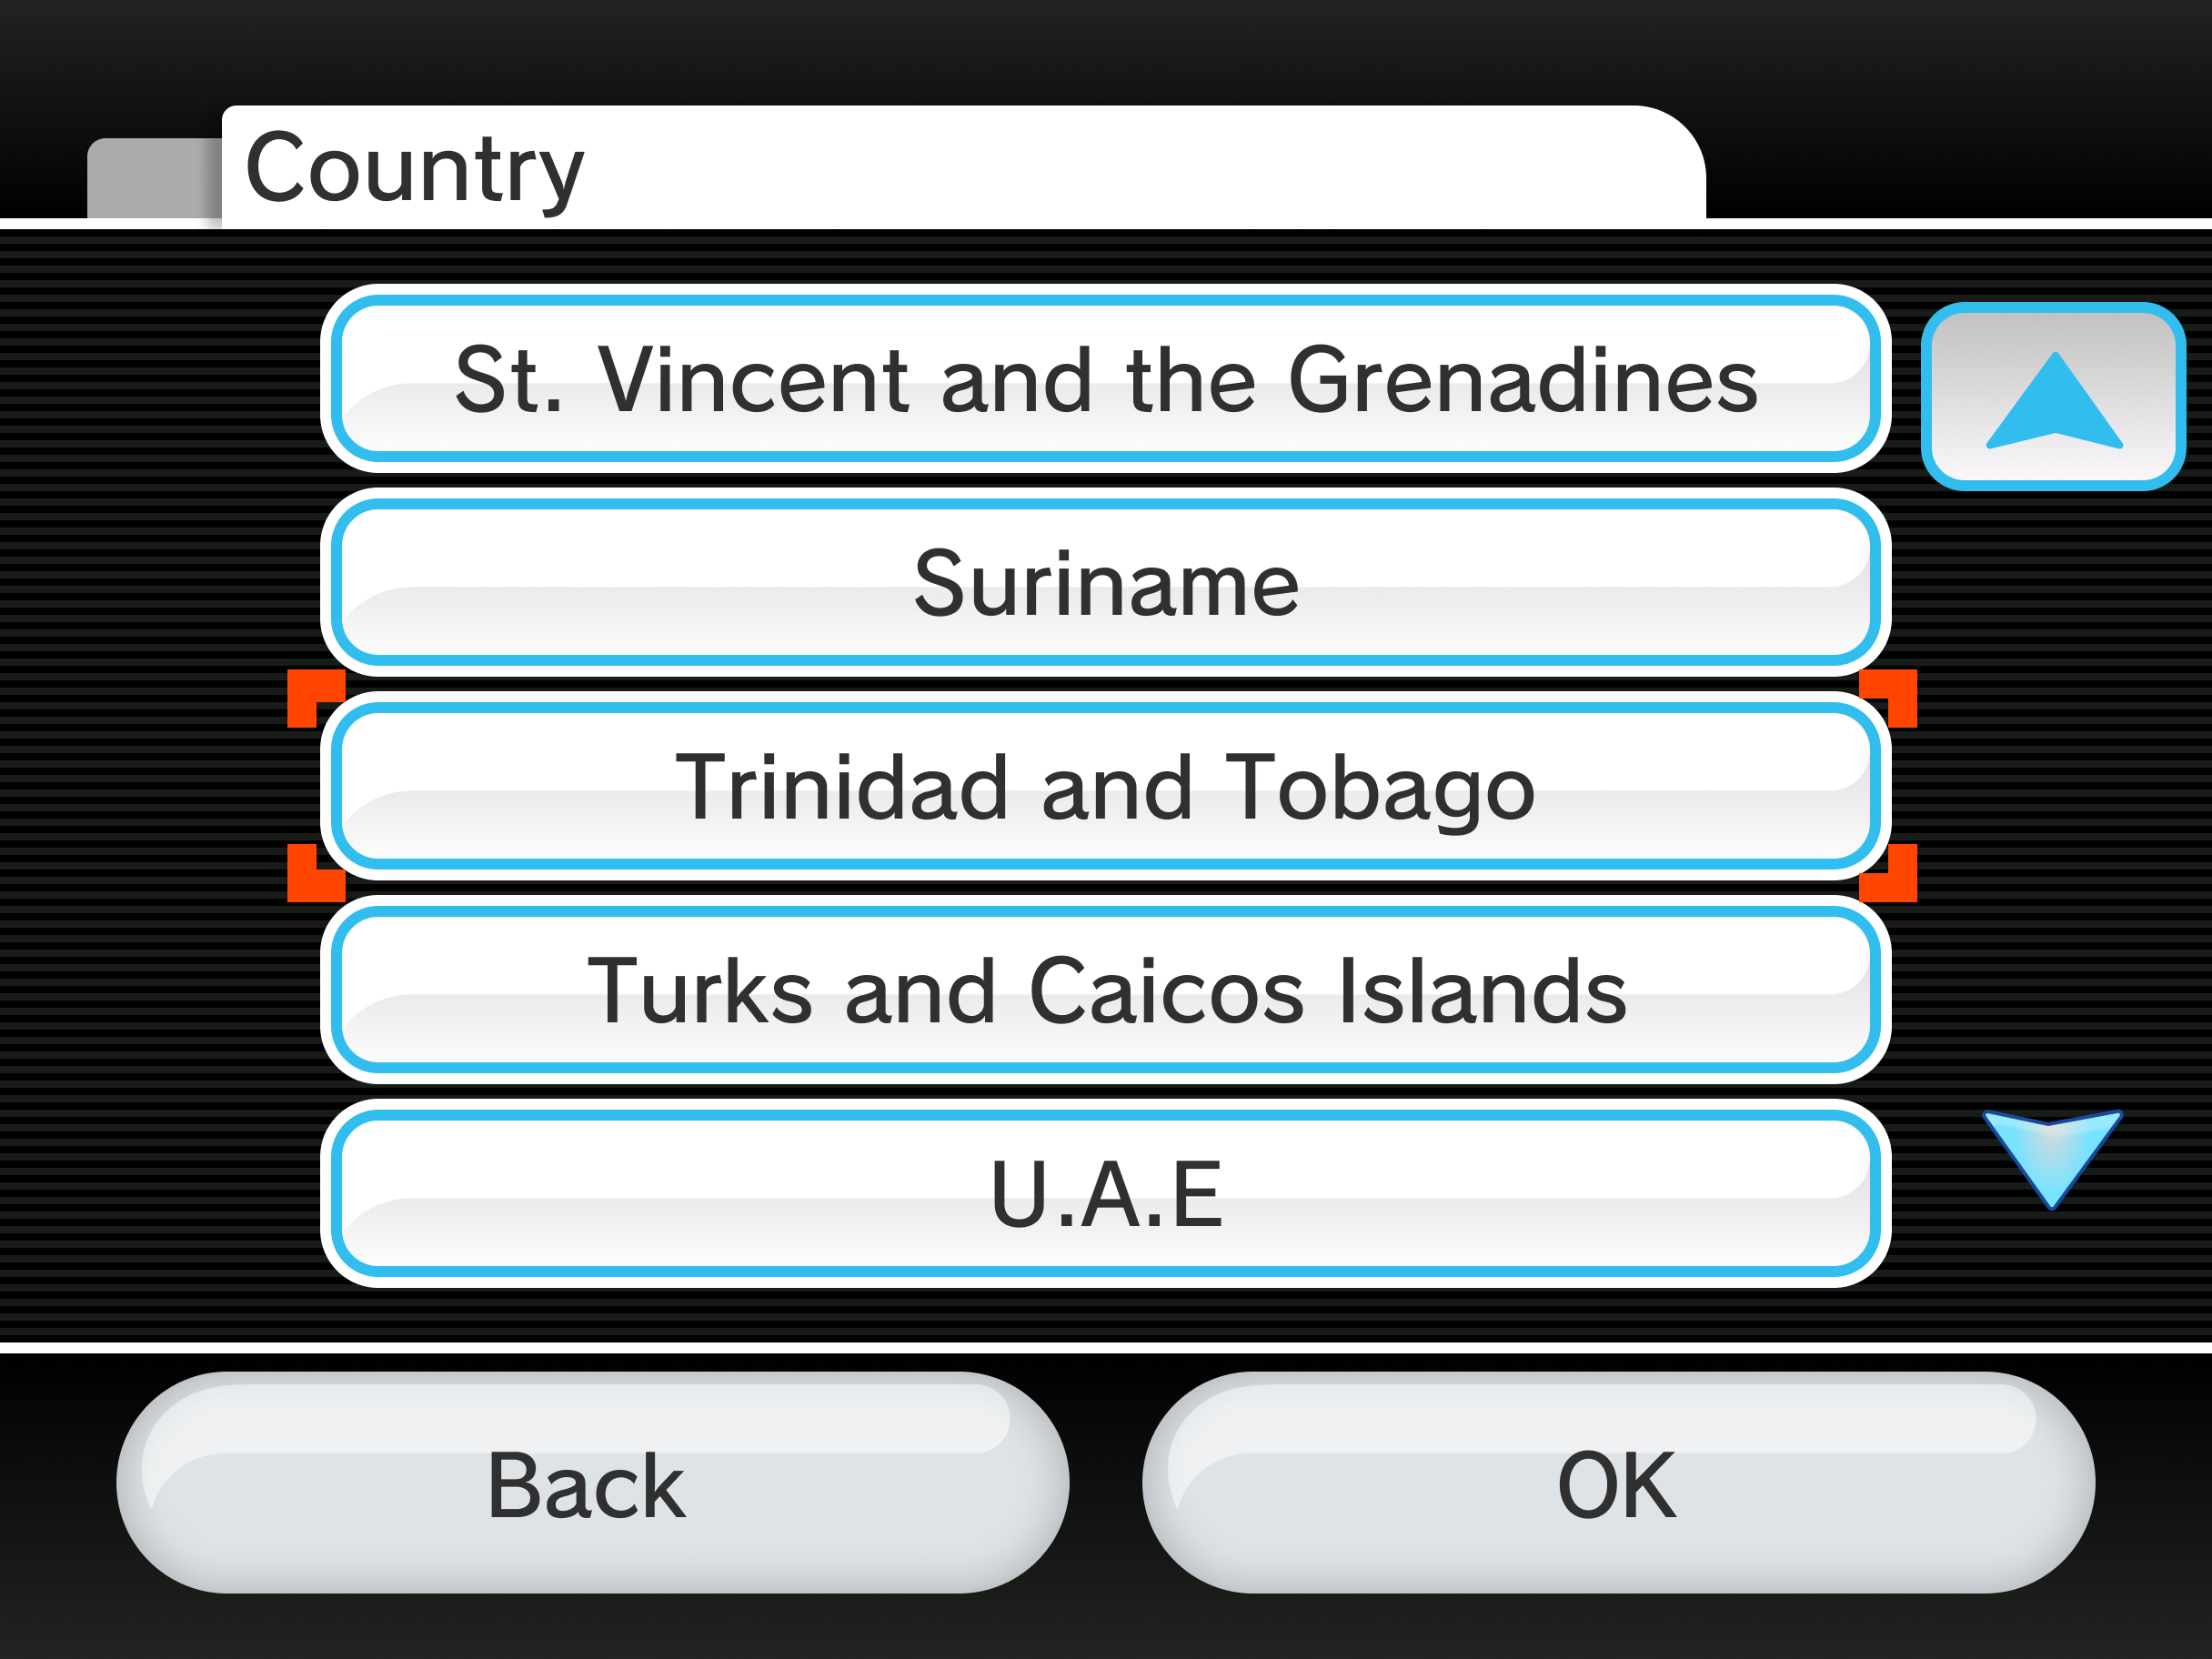 Country
St. Vincent and the Grenadines
Suriname
Trinidad and Tobago
Turks and Caicos Islands
U.A.E
Back
OK